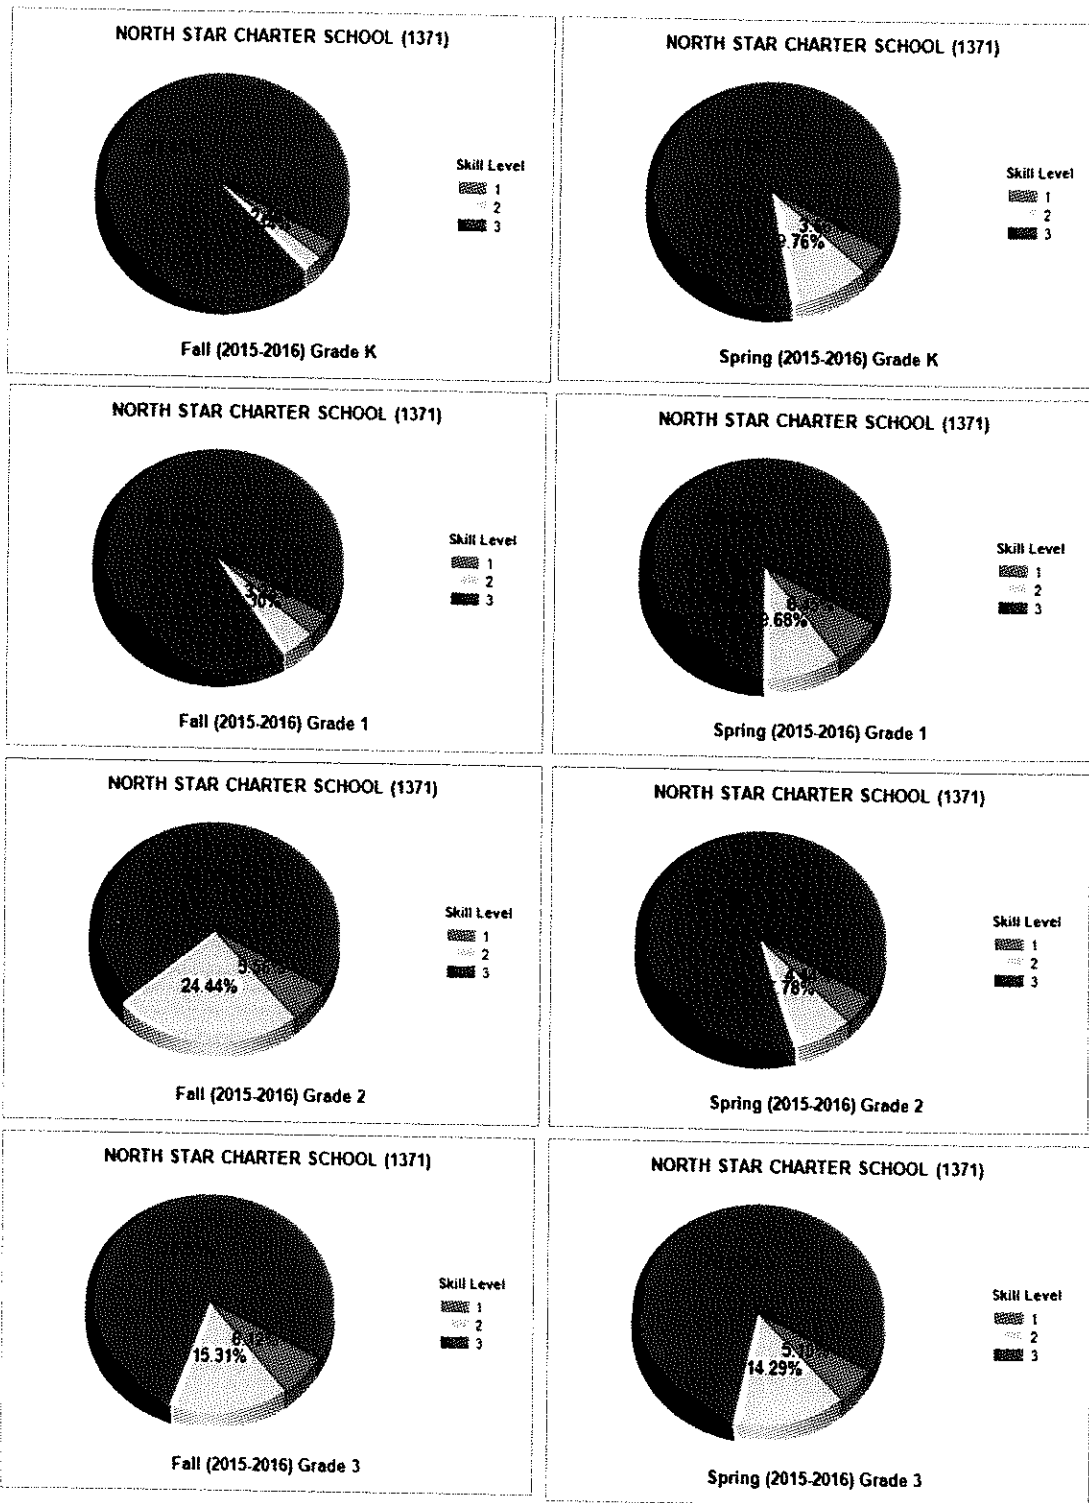 NORTH STAR CHARTER SCHOOL (1371)
Skill Level
1
2
3
Fall (2015-2016) Grade K
NORTH STAR CHARTER SCHOOL (1371)
Skill Level
1
2
3
9.76%
Spring (2015-2016) Grade K
NORTH STAR CHARTER SCHOOL (1371)
Skill Level
1
2
3
Fall (2015-2016) Grade 1
NORTH STAR CHARTER SCHOOL (1371)
Skill Level
1
2
3
9.68%
Spring (2015-2016) Grade 1
NORTH STAR CHARTER SCHOOL (1371)
Skill Level
1
2
3
24.44%
Fall (2015-2016) Grade 2
NORTH STAR CHARTER SCHOOL (1371)
Skill Level
1
2
3
Spring (2015-2016) Grade 2
NORTH STAR CHARTER SCHOOL (1371)
Skill Level
1
2
3
15.31%
Fall (2015-2016) Grade 3
NORTH STAR CHARTER SCHOOL (1371)
Skill Level
1
2
3
5.10
14.29%
Spring (2015-2016) Grade 3